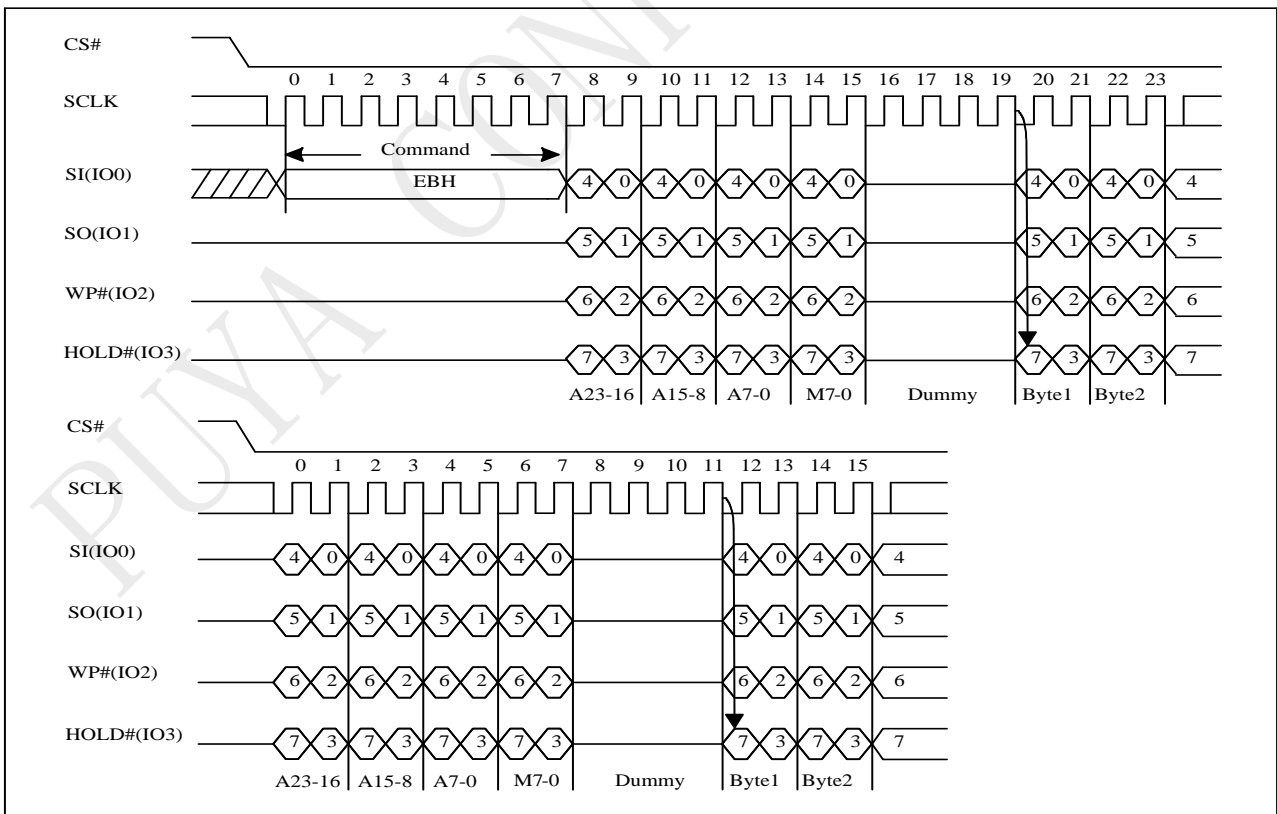 PUYA CONF
CS#
0 1 2 3 4 5 6 7 8 9 10 11 12 13 14 15 16 17 18 19 20 21 22 23
SCLK
Command
SI(IO0) EBH 4 0 4 0 4 0 4 0 4 0 4 0 4
SO(IO1) 5 1 5 1 5 1 5 1 5 1 5 1 5
WP#(IO2) 6 2 6 2 6 2 6 2 6 2 6 2 6
HOLD#(IO3) 7 3 7 3 7 3 7 3 7 3 7 3 7
A23-16 A15-8 A7-0 M7-0 Dummy Byte1 Byte2
CS#
0 1 2 3 4 5 6 7 8 9 10 11 12 13 14 15
SCLK
SI(IO0) 4 0 4 0 4 0 4 0 4 0 4 0 4
SO(IO1) 5 1 5 1 5 1 5 1 5 1 5 1 5
WP#(IO2) 6 2 6 2 6 2 6 2 6 2 6 2 6
HOLD#(IO3) 7 3 7 3 7 3 7 3 7 3 7 3 7
A23-16 A15-8 A7-0 M7-0 Dummy Byte1 Byte2